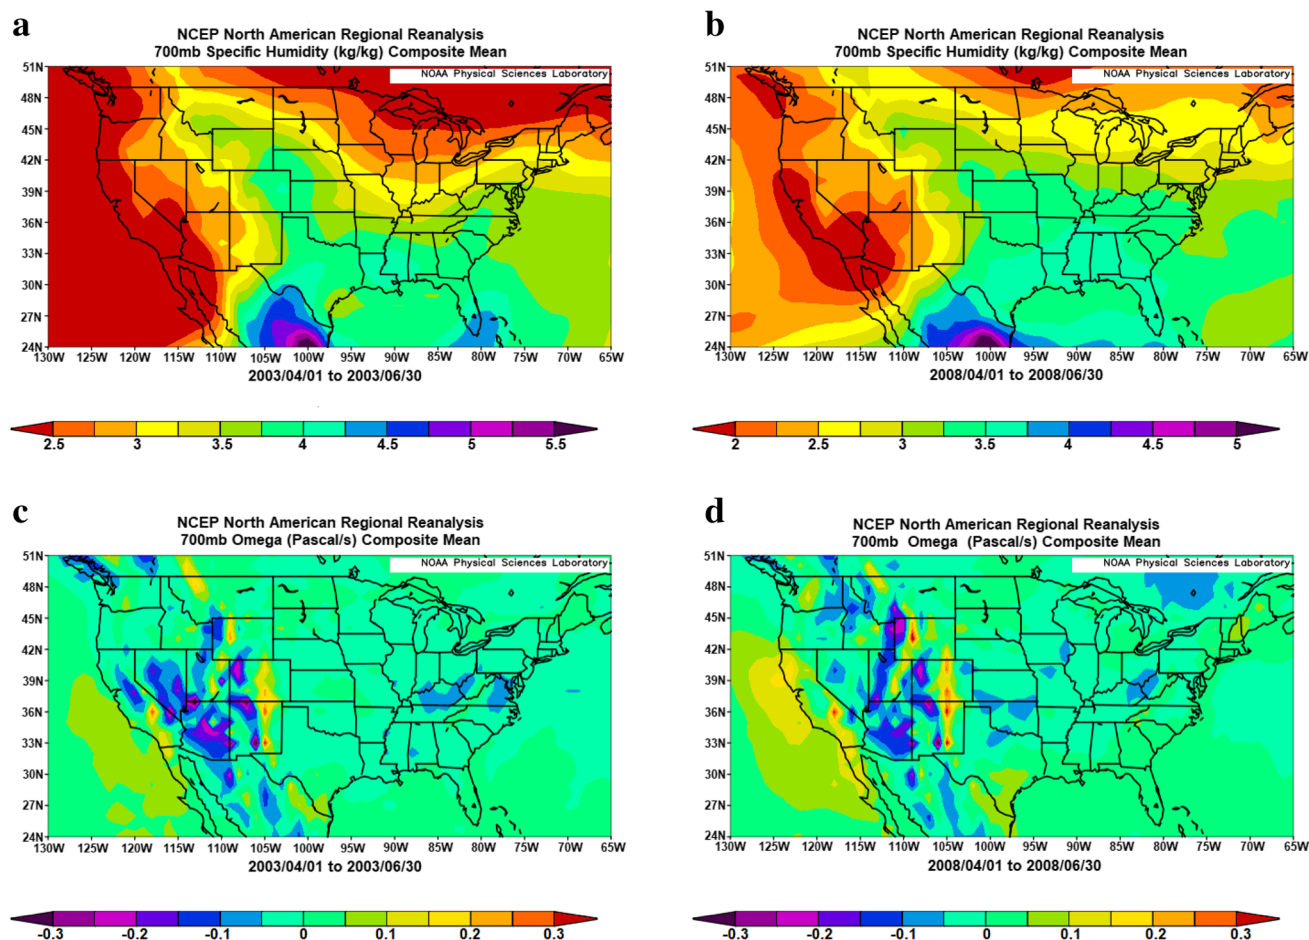 a
NCEP North American Regional Reanalysis
700mb Specific Humidity (kg/kg) Composite Mean
NOAA Physical Sciences Laboratory
51N
48N
45N
42N
39N
36N
33N
30N
27N
24N
130W 125W 120W 115W 110W 105W 100W 95W 90W 85W 80W 75W 70W 65W
2003/04/01 to 2003/06/30
2.5 3 3.5 4 4.5 5 5.5
b
NCEP North American Regional Reanalysis
700mb Specific Humidity (kg/kg) Composite Mean
NOAA Physical Sciences Laboratory
51N
48N
45N
42N
39N
36N
33N
30N
27N
24N
130W 125W 120W 115W 110W 105W 100W 95W 90W 85W 80W 75W 70W 65W
2008/04/01 to 2008/06/30
2 2.5 3 3.5 4 4.5 5
c
NCEP North American Regional Reanalysis
700mb Omega (Pascal/s) Composite Mean
NOAA Physical Sciences Laboratory
51N
48N
45N
42N
39N
36N
33N
30N
27N
24N
130W 125W 120W 115W 110W 105W 100W 95W 90W 85W 80W 75W 70W 65W
2003/04/01 to 2003/06/30
-0.3 -0.2 -0.1 0 0.1 0.2 0.3
d
NCEP North American Regional Reanalysis
700mb Omega (Pascal/s) Composite Mean
NOAA Physical Sciences Laboratory
51N
48N
45N
42N
39N
36N
33N
30N
27N
24N
130W 125W 120W 115W 110W 105W 100W 95W 90W 85W 80W 75W 70W 65W
2008/04/01 to 2008/06/30
-0.3 -0.2 -0.1 0 0.1 0.2 0.3